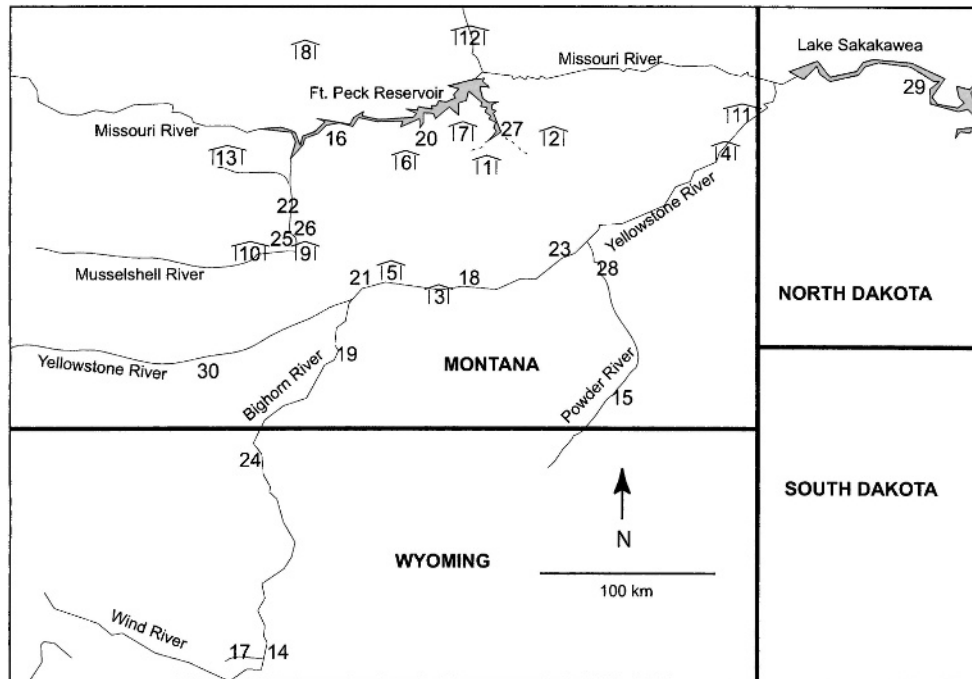 12
8
Missouri River
Lake Sakakawea
29
Ft. Peck Reservoir
11
Missouri River
16
20
7
27
2
13
6
1
4
22
26
25
10
9
Yellowstone River
23
Musselshell River
21
5
18
28
3
NORTH DAKOTA
Yellowstone River
30
19
MONTANA
Bighorn River
Powder River
15
24
SOUTH DAKOTA
N
WYOMING
100 km
Wind River
17
14